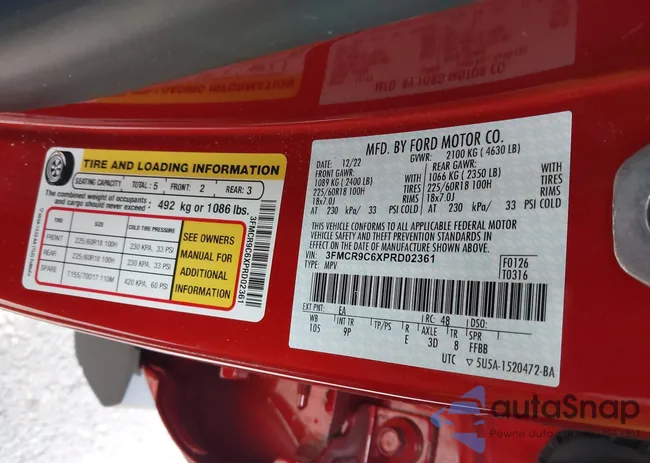 MFD. BY FORD MOTOR CO.
DATE: 12/22 GVWR: 2100 KG ( 4630 LB)
FRONT GAWR: REAR GAWR:
1089 KG ( 2400 LB) WITH 1066 KG ( 2350 LB) WITH
225/60R18 100H TIRES 225/60R18 100H TIRES
18x7.0J RIMS 18x7.0J RIMS
AT 230 kPa/ 33 PSI COLD AT 230 kPa/ 33 PSI COLD
THIS VEHICLE CONFORMS TO ALL APPLICABLE FEDERAL MOTOR
VEHICLE SAFETY AND THEFT PREVENTION STANDARDS IN
EFFECT ON THE DATE OF MANUFACTURE SHOWN ABOVE.
VIN: 3FMCR9C6XPRD02361 F0126
TYPE: MPV T0316
EXT PNT: EA RC: 48 DSO:
WB INT TR TP/PS R AXLE TR SPR
105 9P E 3D 8 FFBB
UTC ▽ 5U5A-1520472-BA
TIRE AND LOADING INFORMATION
SEATING CAPACITY TOTAL: 5 FRONT: 2 REAR: 3
The combined weight of occupants
and cargo should never exceed: 492 kg or 1086 lbs.
TIRE SIZE COLD TIRE PRESSURE
FRONT 225/60R18 100H 230 KPA, 33 PSI
REAR 225/60R18 100H 230 KPA, 33 PSI
SPARE T155/70D17 110M 420 KPA, 60 PSI
SEE OWNERS
MANUAL FOR
ADDITIONAL
INFORMATION
3FMCR9C6XPRD02361
autaSnap